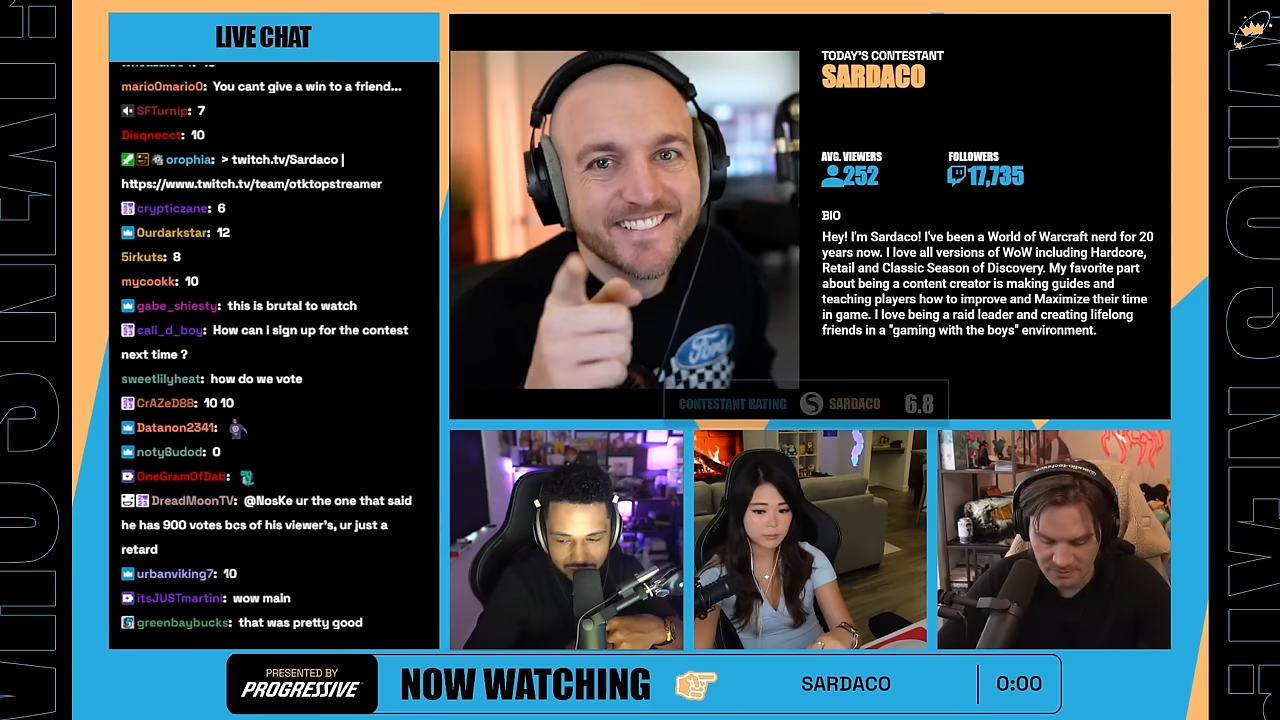 LIVE CHAT
mario0mario0: You cant give a win to a friend...
SFTurnip: 7
Disqnecct: 10
orophia: > twitch.tv/Sardaco |
https://www.twitch.tv/team/otktopstreamer
crypticzane: 6
0urdarkstar: 12
5irkuts: 8
mycookk: 10
gabe_shiesty: this is brutal to watch
cali_d_boy: How can i sign up for the contest
next time ?
sweetlilyheat: how do we vote
CrAZeD88: 10 10
Datanon2341:
noty8udod: 0
OneGramOfDab:
DreadMoonTV: @NosKe ur the one that said
he has 900 votes bcs of his viewer's, ur just a
retard
urbanviking7: 10
itsJUSTmartini: wow main
greenbaybucks: that was pretty good
TODAY'S CONTESTANT
SARDACO
AVG. VIEWERS
252
FOLLOWERS
17,735
BIO
Hey! I'm Sardaco! I've been a World of Warcraft nerd for 20
years now. I love all versions of WoW including Hardcore,
Retail and Classic Season of Discovery. My favorite part
about being a content creator is making guides and
teaching players how to improve and Maximize their time
in game. I love being a raid leader and creating lifelong
friends in a "gaming with the boys" environment.
Ford
CONTESTANT RATING S SARDACO 6.8
PRESENTED BY
PROGRESSIVE
NOW WATCHING
SARDACO
0:00